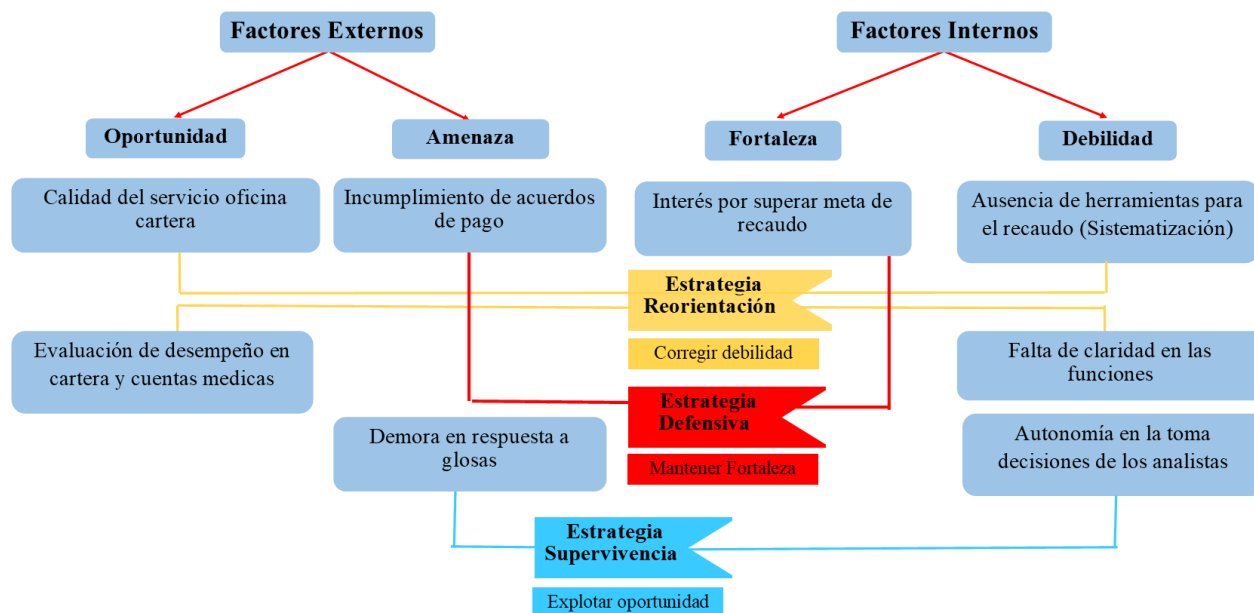 Factores Externos
Factores Internos
Oportunidad
Amenaza
Fortaleza
Debilidad
Calidad del servicio oficina
cartera
Incumplimiento de acuerdos
de pago
Interés por superar meta de
recaudo
Ausencia de herramientas para
el recaudo (Sistematización)
Estrategia
Reorientación
Corregir debilidad
Evaluación de desempeño en
cartera y cuentas medicas
Falta de claridad en las
funciones
Estrategia
Defensiva
Mantener Fortaleza
Demora en respuesta a
glosas
Autonomía en la toma
decisiones de los analistas
Estrategia
Supervivencia
Explotar oportunidad